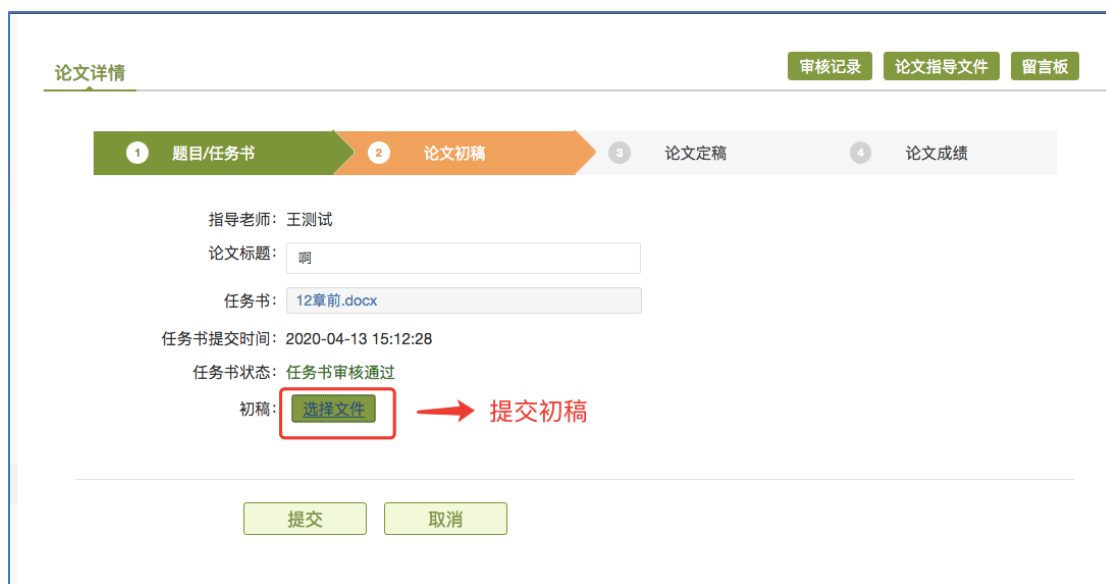 论文详情 审核记录 论文指导文件 留言板
1 题目/任务书 2 论文初稿 3 论文定稿 4 论文成绩
指导老师: 王测试
论文标题: 啊
任务书: 12章前.docx
任务书提交时间: 2020-04-13 15:12:28
任务书状态: 任务书审核通过
初稿: 选择文件 提交初稿
提交 取消